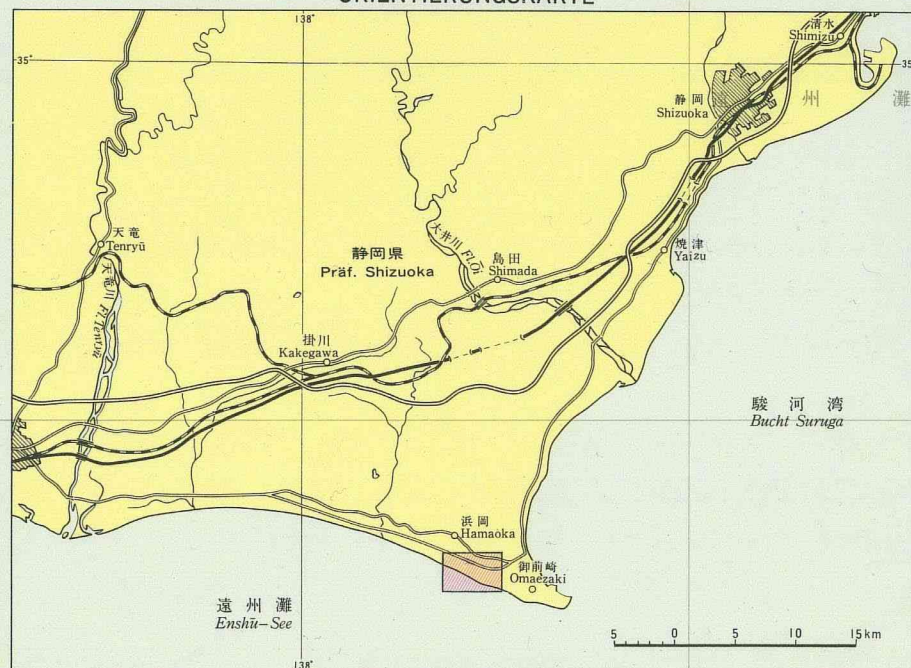 ORIENTIERUNGSKARTE
138°
清水
Shimizu
35°
35
静岡
Shizuoka
州 灘
天竜
Tenryū
天竜川 Fl. Tenryū
静岡県
Präf. Shizuoka
大井川 Fl. Ōi
島田
Shimada
焼津
Yaizu
掛川
Kakegawa
駿河湾
Bucht Suruga
浜岡
Hamaoka
御前崎
Omaezaki
遠州灘
Enshū-See
5 0 5 10 15km
138°